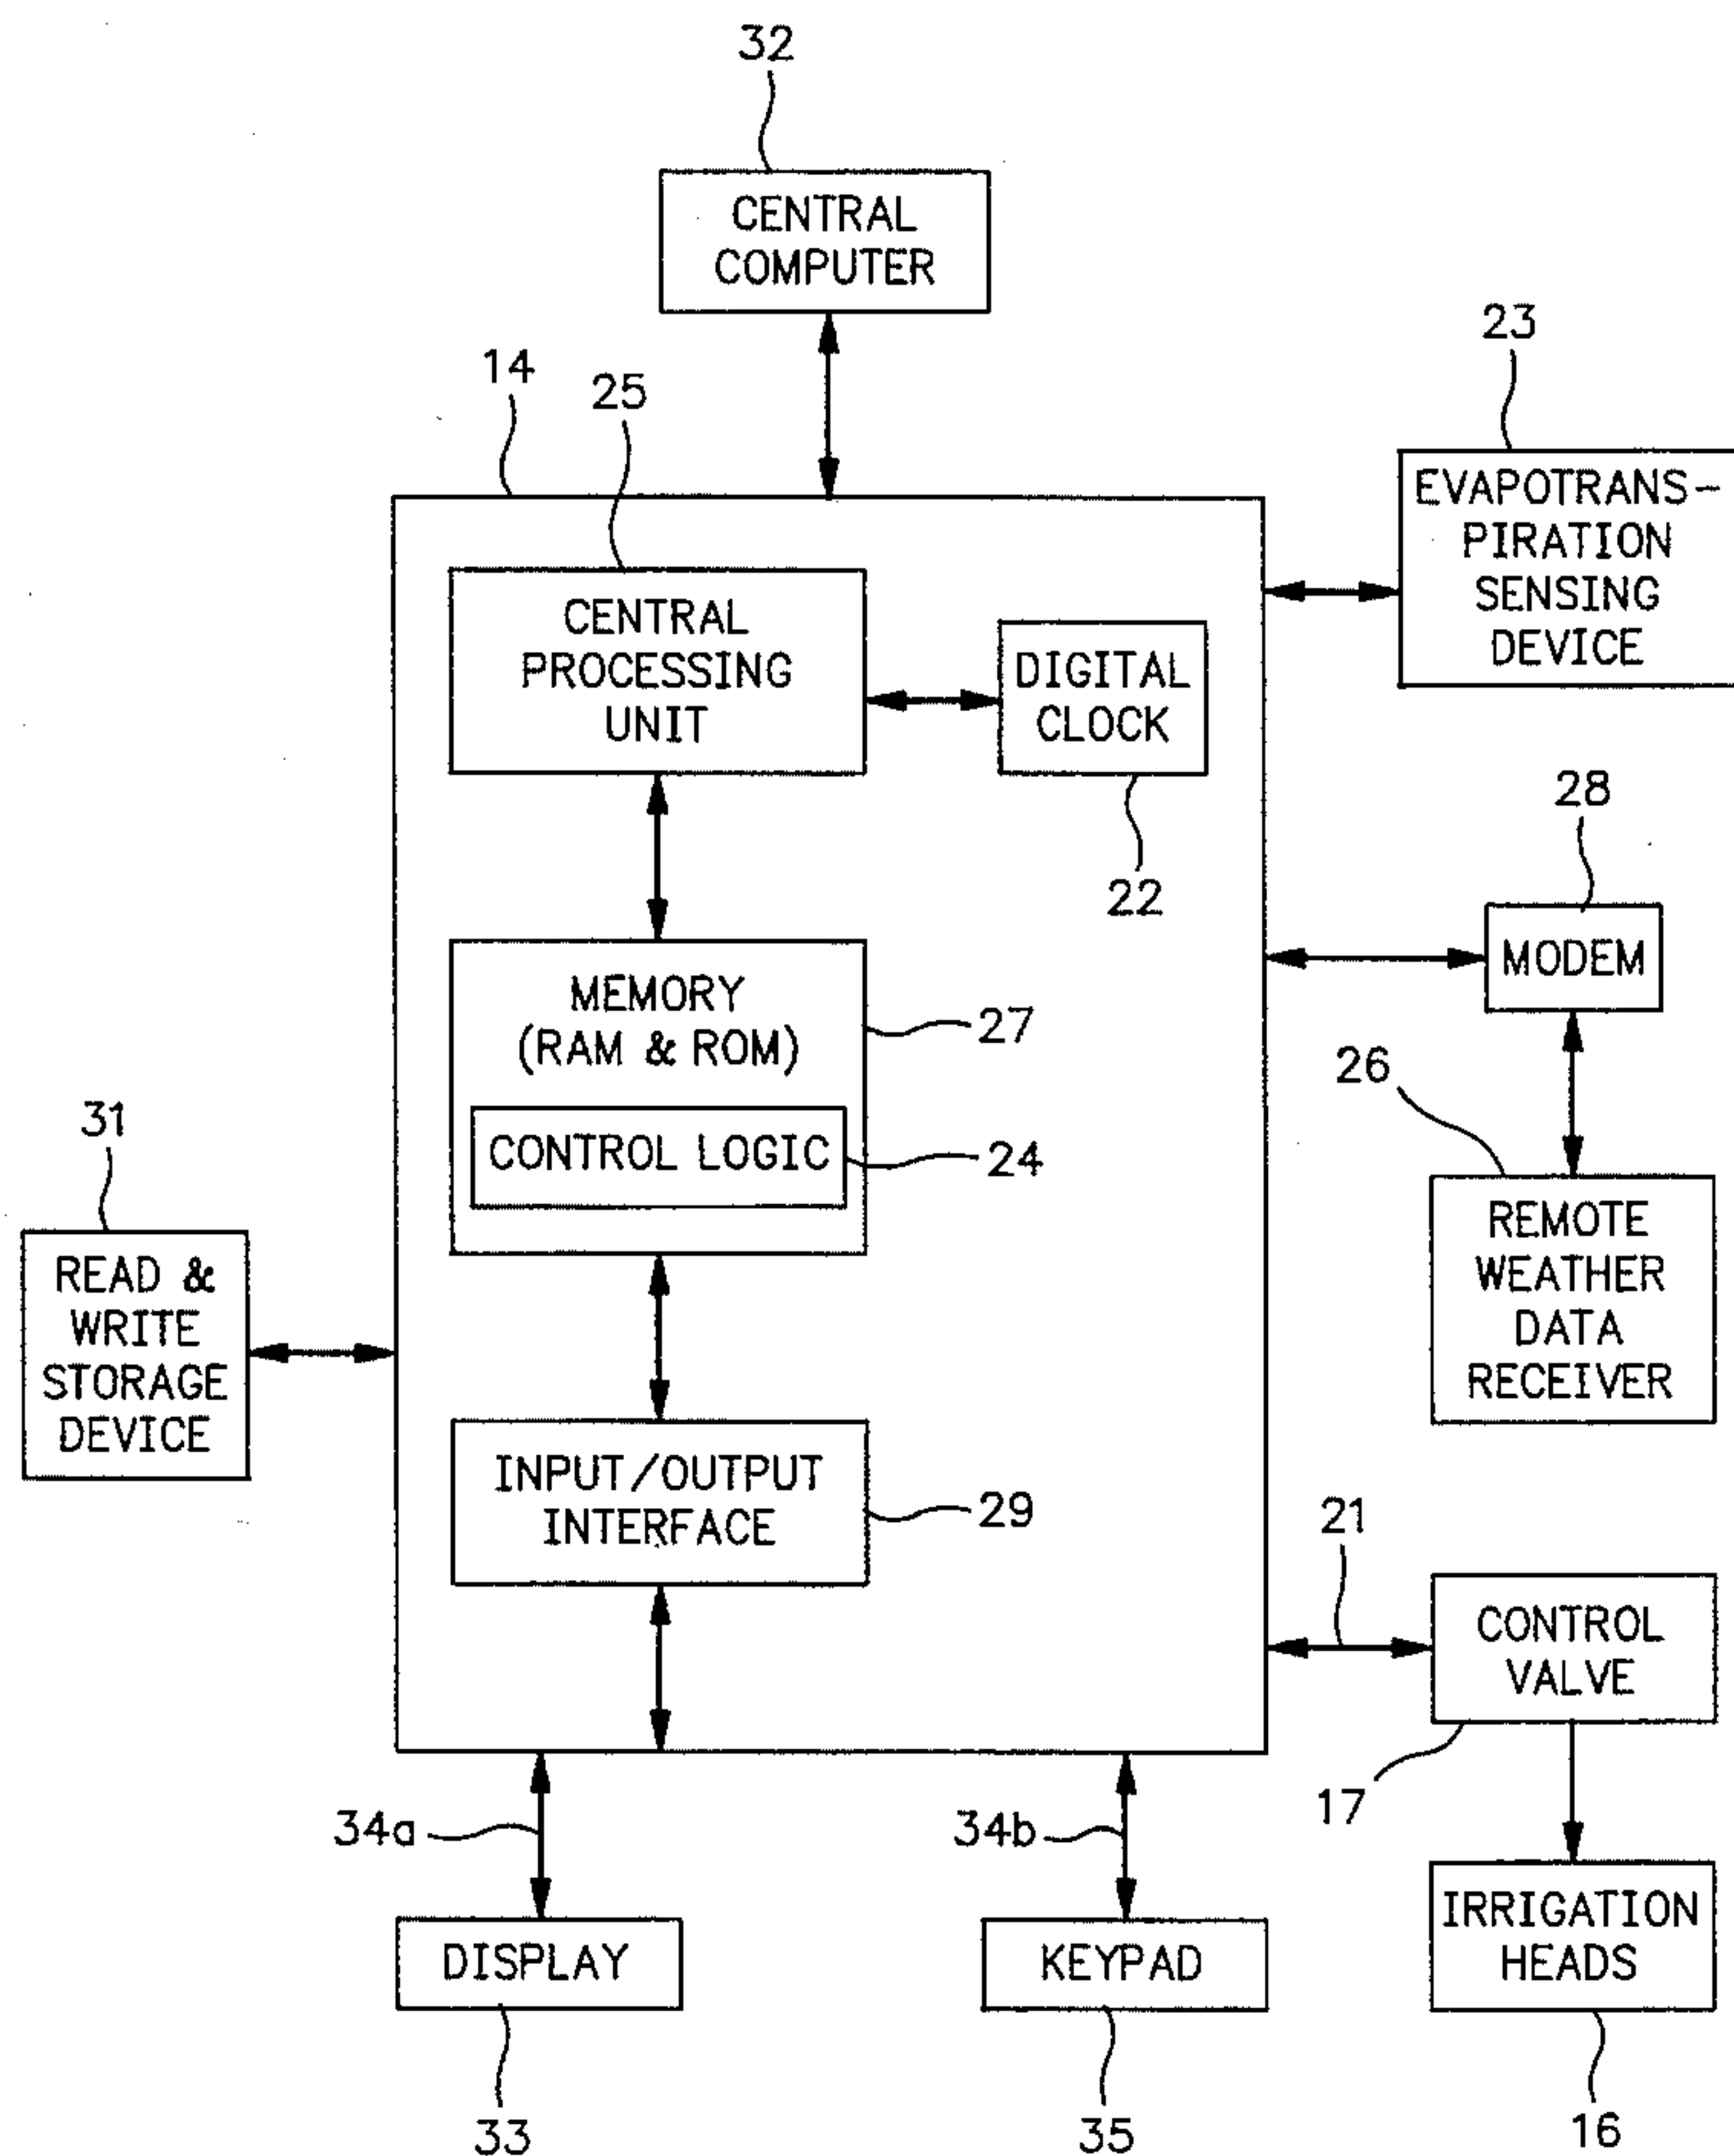 32
CENTRAL
COMPUTER
23
14
25
EVAPOTRANS-
PIRATION
SENSING
DEVICE
CENTRAL
PROCESSING
UNIT
DIGITAL
CLOCK
28
22
MODEM
MEMORY
(RAM & ROM)
27
26
31
CONTROL LOGIC
24
READ &
WRITE
STORAGE
DEVICE
REMOTE
WEATHER
DATA
RECEIVER
INPUT/OUTPUT
INTERFACE
29
21
CONTROL
VALVE
17
34a
34b
IRRIGATION
HEADS
DISPLAY
KEYPAD
33
35
16